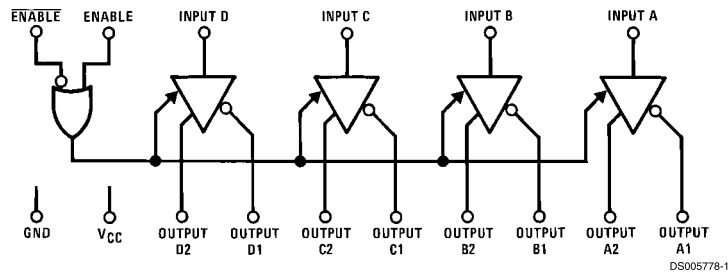 ENABLE ENABLE INPUT D INPUT C INPUT B INPUT A
GND VCC OUTPUT D2 OUTPUT D1 OUTPUT C2 OUTPUT C1 OUTPUT B2 OUTPUT B1 OUTPUT A2 OUTPUT A1
DS005778-1